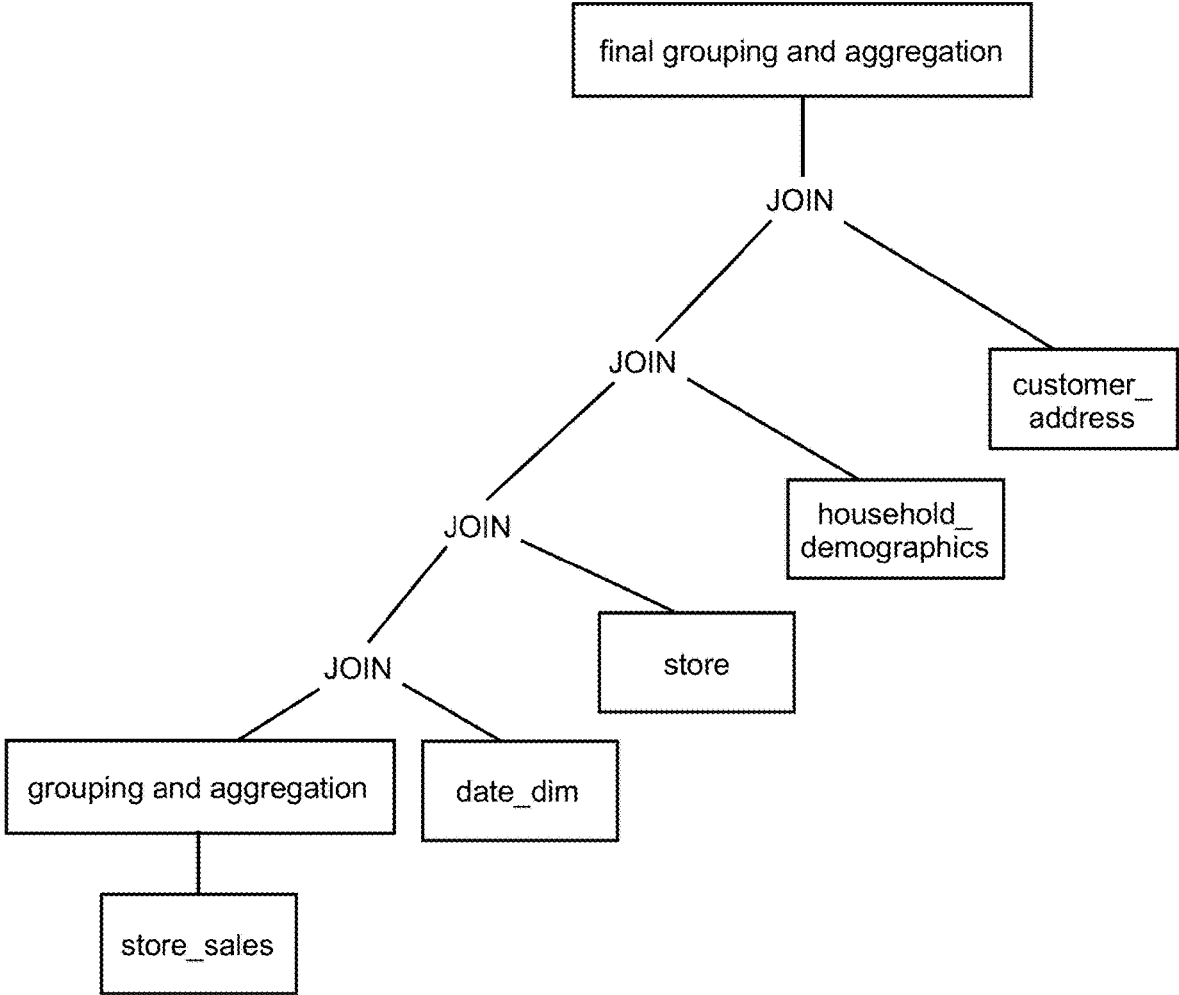 final grouping and aggregation
JOIN
JOIN
customer_
address
household_
demographics
JOIN
store
JOIN
grouping and aggregation
date_dim
store_sales